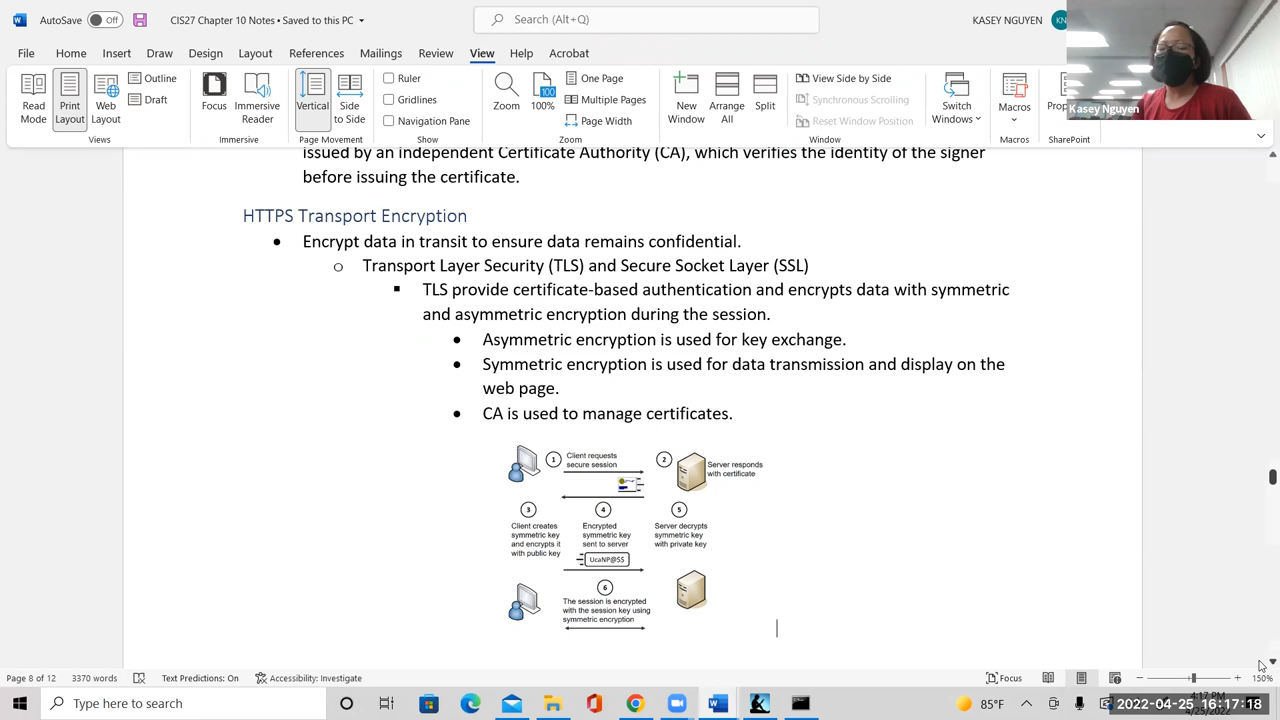 AutoSave Off CIS27 Chapter 10 Notes • Saved to this PC Search (Alt+Q) KASEY NGUYEN KN
File Home Insert Draw Design Layout References Mailings Review View Help Acrobat
Read Mode Print Layout Web Layout Outline Draft Views
Focus Immersive Reader Immersive
Vertical Side to Side Page Movement
Ruler Gridlines Navigation Pane Show
Zoom 100 100% One Page Multiple Pages Page Width Zoom
New Window Arrange All Split View Side by Side Synchronous Scrolling Reset Window Position Switch Windows Window
Macros Macros
SharePoint
Kasey Nguyen
issued by an independent Certificate Authority (CA), which verifies the identity of the signer
before issuing the certificate.
HTTPS Transport Encryption
• Encrypt data in transit to ensure data remains confidential.
o Transport Layer Security (TLS) and Secure Socket Layer (SSL)
▪ TLS provide certificate-based authentication and encrypts data with symmetric
and asymmetric encryption during the session.
• Asymmetric encryption is used for key exchange.
• Symmetric encryption is used for data transmission and display on the
web page.
• CA is used to manage certificates.
1 Client requests
secure session
2 Server responds
with certificate
3
Client creates
symmetric key
and encrypts it
with public key
4
Encrypted
symmetric key
sent to server
UcaNP@$$
5
Server decrypts
symmetric key
with private key
6
The session is encrypted
with the session key using
symmetric encryption
Page 8 of 12 3370 words Text Predictions: On Accessibility: Investigate Focus 150%
Type here to search 85°F 4:17 PM
2022-04-25 16:17:18
4/25/2022